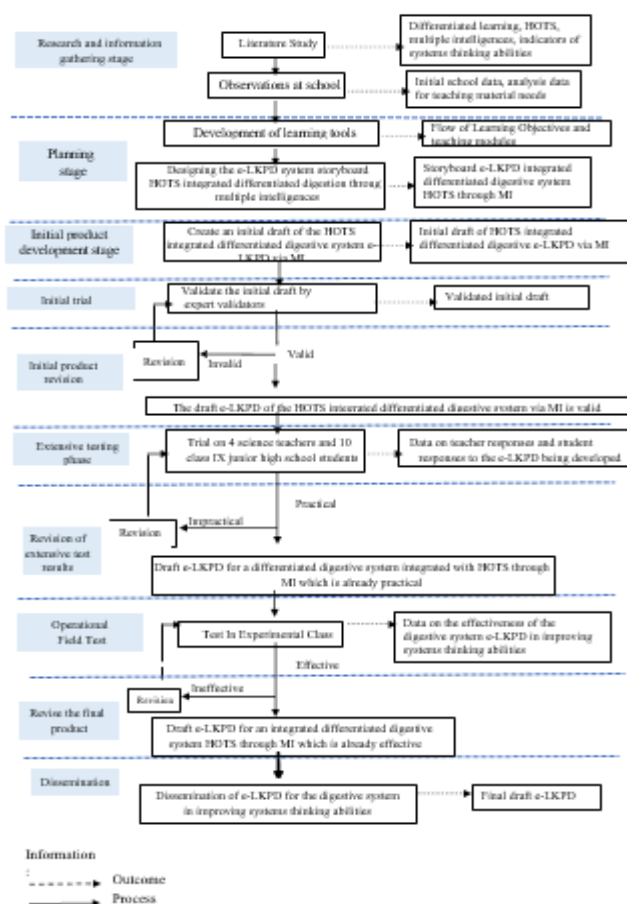 Research and information
gathering stage
Literature Study
Differentiated learning, HOTS,
multiple intelligences, indicators of
systems thinking abilities
Observations at school
Initial school data, analysis data
for teaching material needs
Planning
stage
Development of learning tools
Flow of Learning Objectives and
teaching modules
Designing the e-LKPD system storyboard
HOTS integrated differentiated digestion throug
multiple intelligences
Storyboard e-LKPD integrated
differentiated digestive system
HOTS through MI
Initial product
development stage
Create an initial draft of the HOTS
integrated differentiated digestive system e-
LKPD via MI
Initial draft of HOTS integrated
differentiated digestive e-LKPD via MI
Initial trial
Validate the initial draft by
expert validators
Validated initial draft
Initial product
revision
Revision
Invalid
Valid
The draft e-LKPD of the HOTS integrated differentiated digestive system via MI is valid
Extensive testing
phase
Trial on 4 science teachers and 10
class IX junior high school students
Data on teacher responses and student
responses to the e-LKPD being developed
Revision of
extensive test
results
Revision
Impractical
Practical
Draft e-LKPD for a differentiated digestive system integrated with HOTS through
MI which is already practical
Operational
Field Test
Test In Experimental Class
Data on the effectiveness of the
digestive system e-LKPD in improving
systems thinking abilities
Effective
Revise the final
product
Revision
Ineffective
Draft e-LKPD for an integrated differentiated digestive
system HOTS through MI which is already effective
Dissemination
Dissemination of e-LKPD for the digestive system
in improving systems thinking abilities
Final draft e-LKPD
Information
:
Outcome
Process